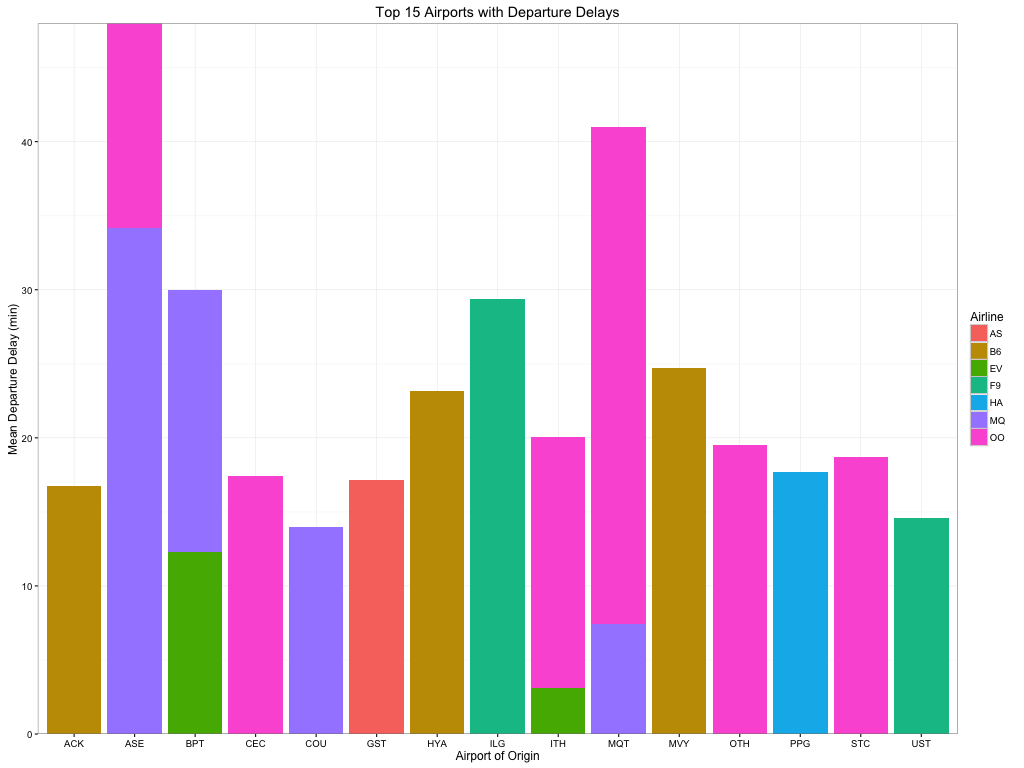 Top 15 Airports with Departure Delays
Mean Departure Delay (min)
40
30
20
10
0
ACK ASE BPT CEC COU GST HYA ILG ITH MQT MVY OTH PPG STC UST
Airport of Origin
Airline
AS
B6
EV
F9
HA
MQ
OO